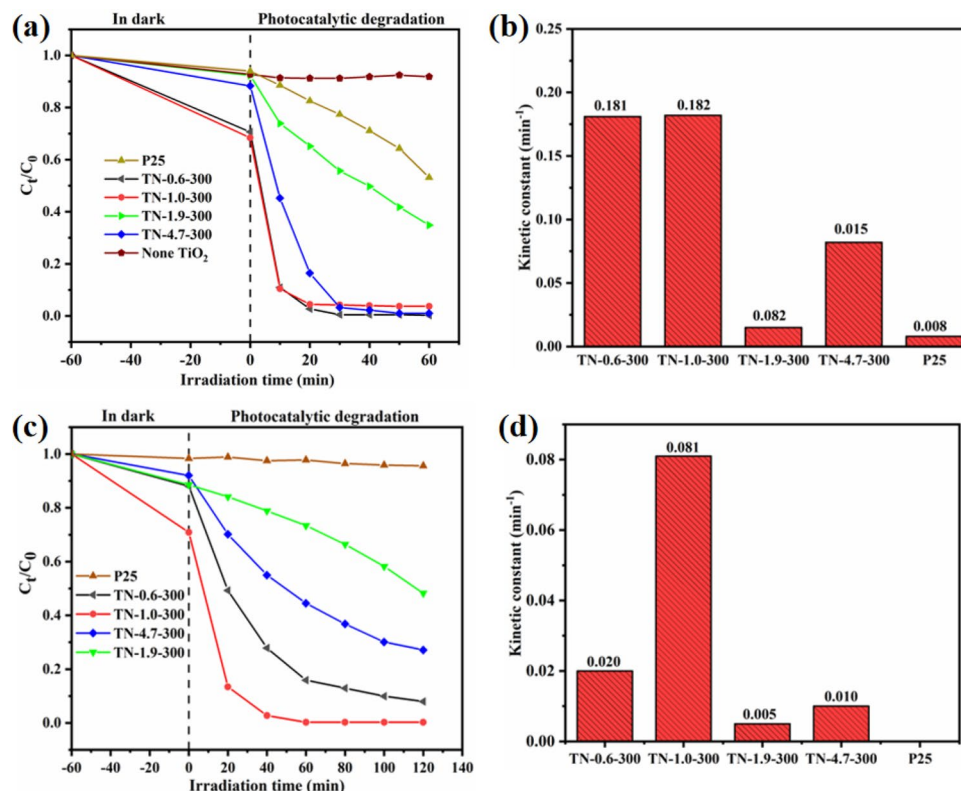 (a)
In dark Photocatalytic degradation
1.0
0.8
0.6
0.4
0.2
0.0
Ct/C0
P25
TN-0.6-300
TN-1.0-300
TN-1.9-300
TN-4.7-300
None TiO2
-60 -40 -20 0 20 40 60
Irradiation time (min)
(b)
Kinetic constant (min-1)
0.20
0.15
0.10
0.05
0.00
0.181
0.182
0.082
0.015
0.008
TN-0.6-300 TN-1.0-300 TN-1.9-300 TN-4.7-300 P25
(c)
In dark Photocatalytic degradation
1.0
0.8
0.6
0.4
0.2
0.0
Ct/C0
P25
TN-0.6-300
TN-1.0-300
TN-4.7-300
TN-1.9-300
-60 -40 -20 0 20 40 60 80 100 120 140
Irradiation time (min)
(d)
Kinetic constant (min-1)
0.08
0.06
0.04
0.02
0.00
0.020
0.081
0.005
0.010
TN-0.6-300 TN-1.0-300 TN-1.9-300 TN-4.7-300 P25